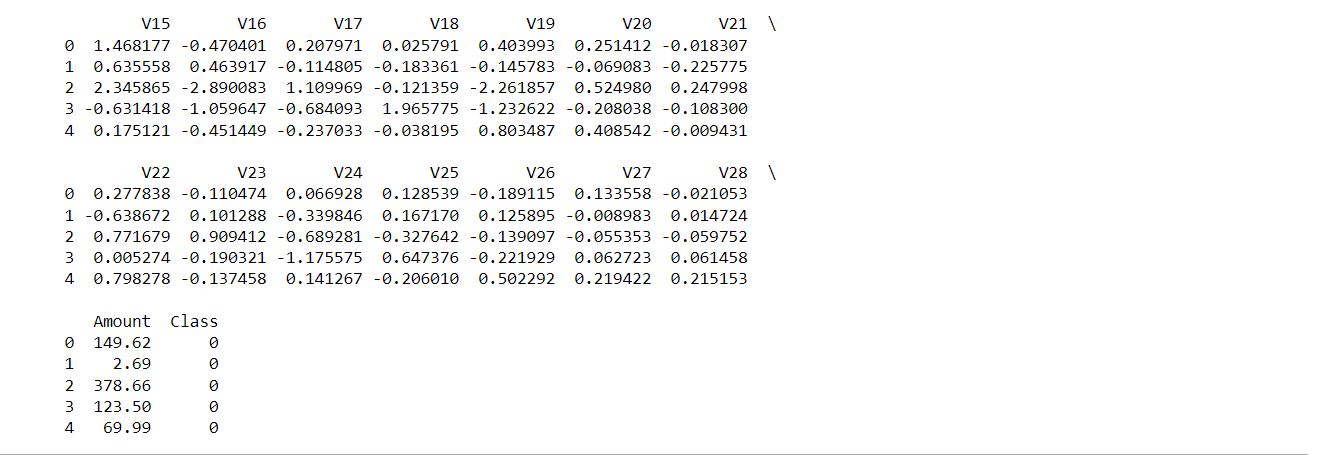 V15       V16       V17       V18       V19       V20       V21  \
0  1.468177 -0.470401  0.207971  0.025791  0.403993  0.251412 -0.018307
1  0.635558  0.463917 -0.114805 -0.183361 -0.145783 -0.069083 -0.225775
2  2.345865 -2.890083  1.109969 -0.121359 -2.261857  0.524980  0.247998
3 -0.631418 -1.059647 -0.684093  1.965775 -1.232622 -0.208038 -0.108300
4  0.175121 -0.451449 -0.237033 -0.038195  0.803487  0.408542 -0.009431

        V22       V23       V24       V25       V26       V27       V28  \
0  0.277838 -0.110474  0.066928  0.128539 -0.189115  0.133558 -0.021053
1 -0.638672  0.101288 -0.339846  0.167170  0.125895 -0.008983  0.014724
2  0.771679  0.909412 -0.689281 -0.327642 -0.139097 -0.055353 -0.059752
3  0.005274 -0.190321 -1.175575  0.647376 -0.221929  0.062723  0.061458
4  0.798278 -0.137458  0.141267 -0.206010  0.502292  0.219422  0.215153

   Amount  Class
0  149.62      0
1    2.69      0
2  378.66      0
3  123.50      0
4   69.99      0